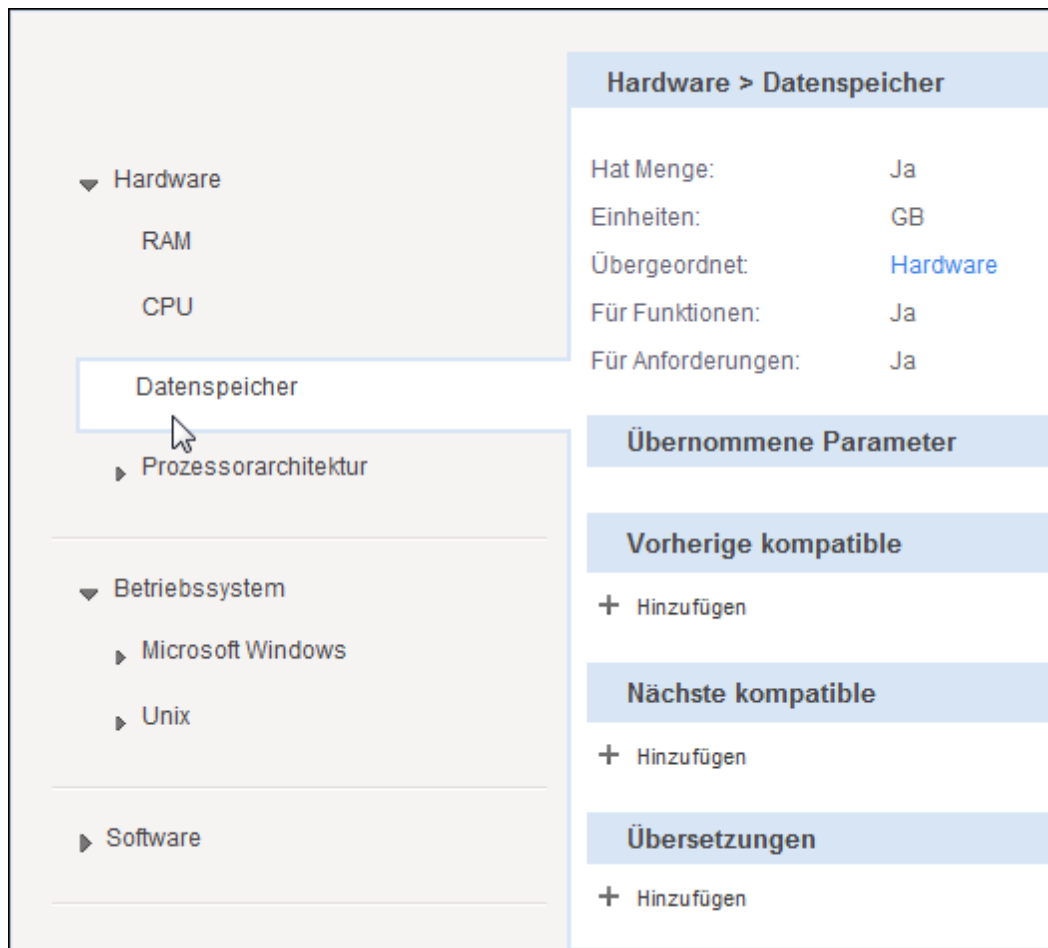 Hardware
RAM
CPU
Datenspeicher
Prozessorarchitektur
Betriebssystem
Microsoft Windows
Unix
Software
Hardware > Datenspeicher
Hat Menge: Ja
Einheiten: GB
Übergeordnet: Hardware
Für Funktionen: Ja
Für Anforderungen: Ja
Übernommene Parameter
Vorherige kompatible
+ Hinzufügen
Nächste kompatible
+ Hinzufügen
Übersetzungen
+ Hinzufügen